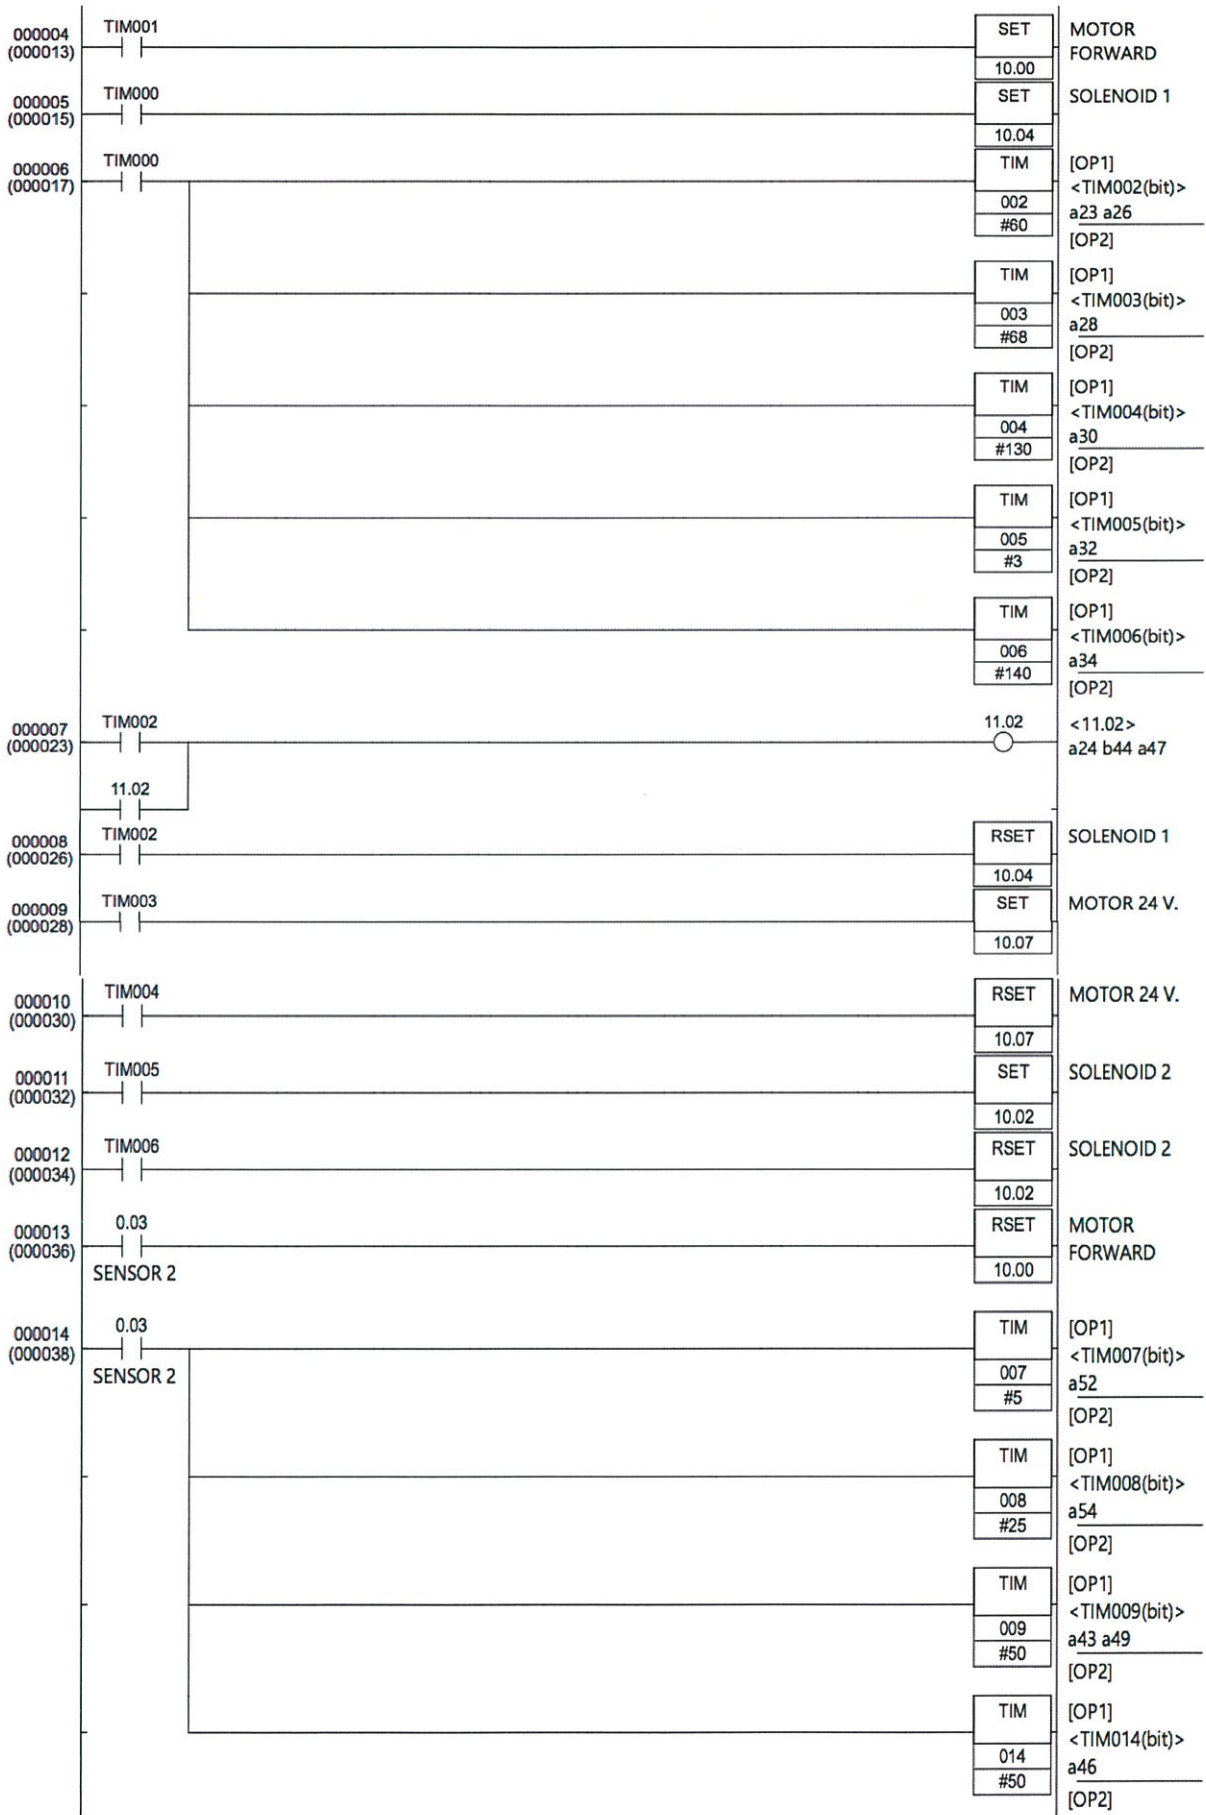 000004
(000013)
TIM001
SET
10.00
MOTOR
FORWARD
000005
(000015)
TIM000
SET
10.04
SOLENOID 1
000006
(000017)
TIM000
TIM
002
#60
[OP1]
<TIM002(bit)>
a23 a26
[OP2]
TIM
003
#68
[OP1]
<TIM003(bit)>
a28
[OP2]
TIM
004
#130
[OP1]
<TIM004(bit)>
a30
[OP2]
TIM
005
#3
[OP1]
<TIM005(bit)>
a32
[OP2]
TIM
006
#140
[OP1]
<TIM006(bit)>
a34
[OP2]
000007
(000023)
TIM002
11.02
11.02
<11.02>
a24 b44 a47
000008
(000026)
TIM002
RSET
10.04
SOLENOID 1
000009
(000028)
TIM003
SET
10.07
MOTOR 24 V.
000010
(000030)
TIM004
RSET
10.07
MOTOR 24 V.
000011
(000032)
TIM005
SET
10.02
SOLENOID 2
000012
(000034)
TIM006
RSET
10.02
SOLENOID 2
000013
(000036)
0.03
SENSOR 2
RSET
10.00
MOTOR
FORWARD
000014
(000038)
0.03
SENSOR 2
TIM
007
#5
[OP1]
<TIM007(bit)>
a52
[OP2]
TIM
008
#25
[OP1]
<TIM008(bit)>
a54
[OP2]
TIM
009
#50
[OP1]
<TIM009(bit)>
a43 a49
[OP2]
TIM
014
#50
[OP1]
<TIM014(bit)>
a46
[OP2]